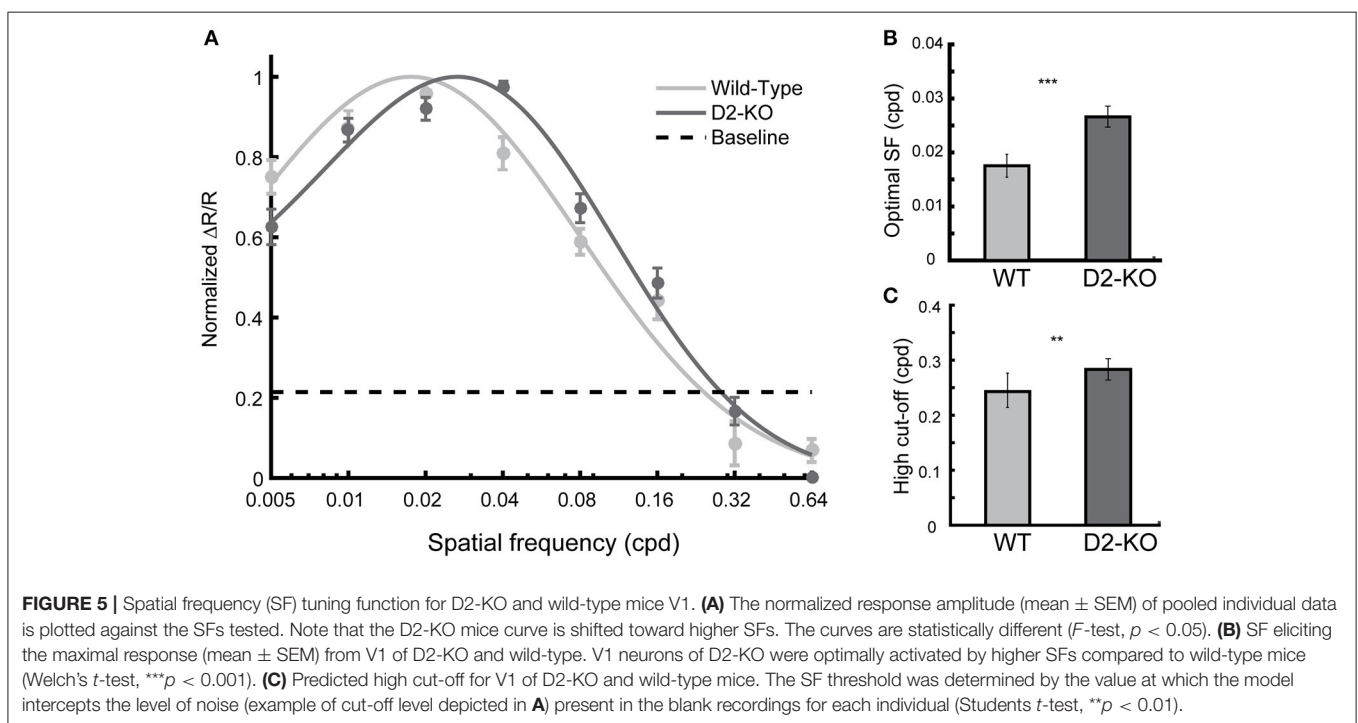 A
Normalized ΔR/R
1
0.8
0.6
0.4
0.2
0
0.005
0.01
0.02
0.04
0.08
0.16
0.32
0.64
Spatial frequency (cpd)
Wild-Type
D2-KO
Baseline
B
Optimal SF (cpd)
0.04
0.03
0.02
0.01
0
***
WT
D2-KO
C
High cut-off (cpd)
0.4
0.3
0.2
0.1
0
**
WT
D2-KO
FIGURE 5 | Spatial frequency (SF) tuning function for D2-KO and wild-type mice V1. (A) The normalized response amplitude (mean ± SEM) of pooled individual data
is plotted against the SFs tested. Note that the D2-KO mice curve is shifted toward higher SFs. The curves are statistically different (F-test, p < 0.05). (B) SF eliciting
the maximal response (mean ± SEM) from V1 of D2-KO and wild-type. V1 neurons of D2-KO were optimally activated by higher SFs compared to wild-type mice
(Welch's t-test, ***p < 0.001). (C) Predicted high cut-off for V1 of D2-KO and wild-type mice. The SF threshold was determined by the value at which the model
intercepts the level of noise (example of cut-off level depicted in A) present in the blank recordings for each individual (Students t-test, **p < 0.01).